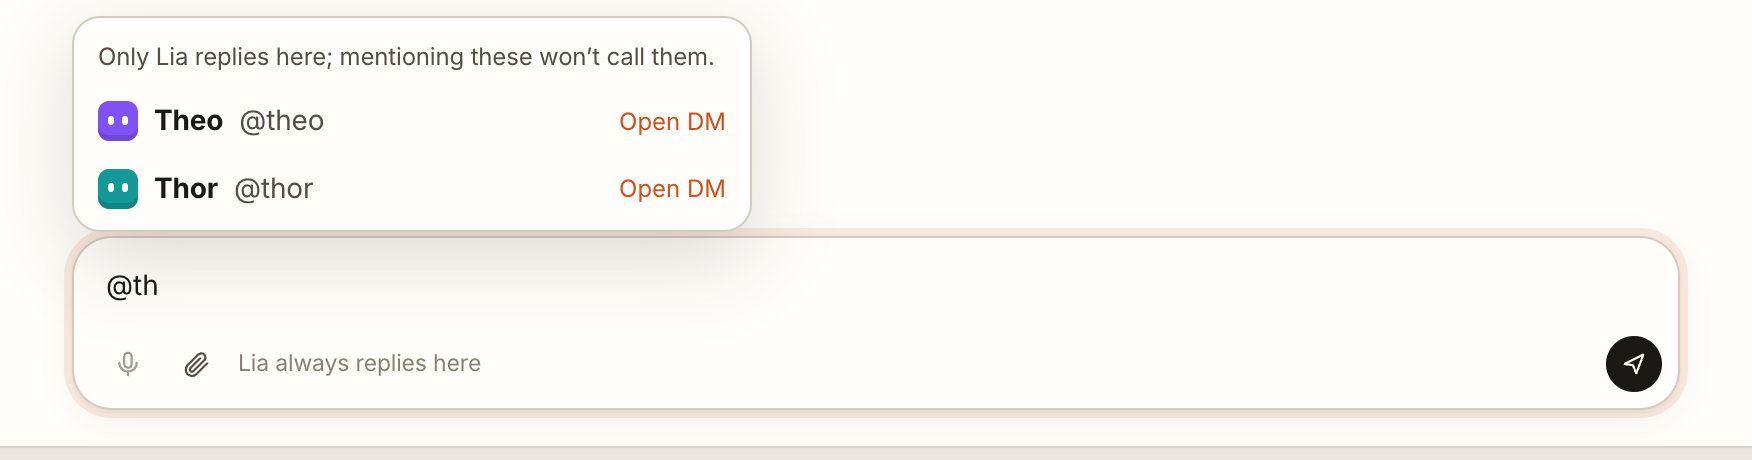 Only Lia replies here; mentioning these won’t call them.
Theo @theo Open DM
Thor @thor Open DM
@th
Lia always replies here